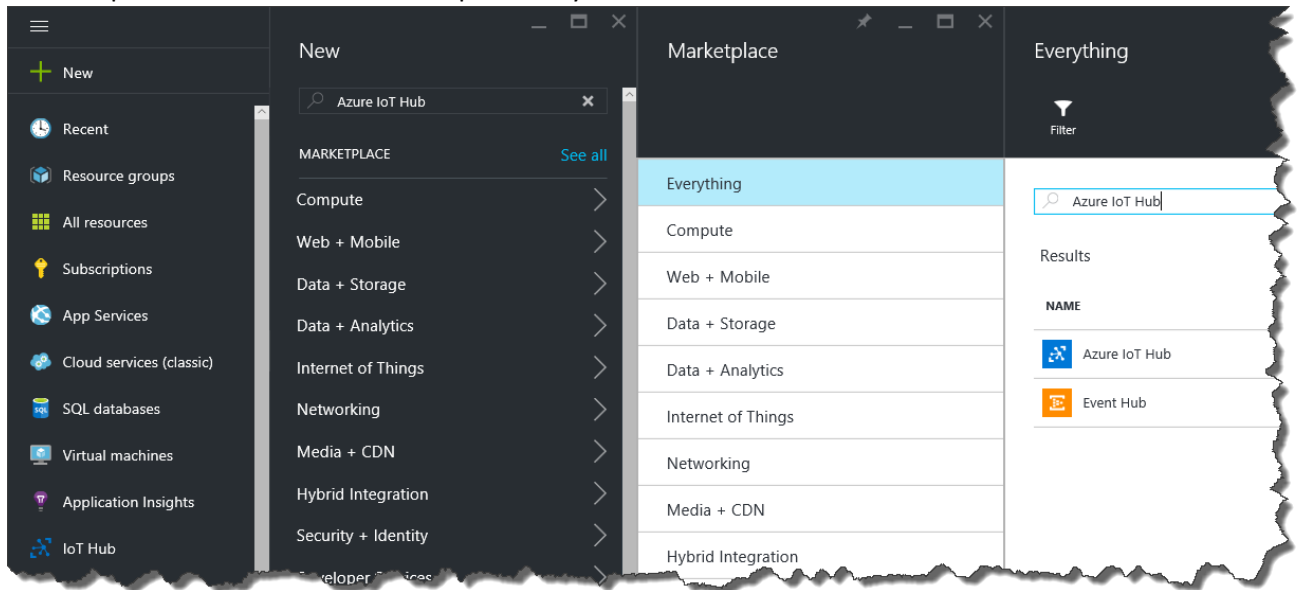 New
Recent
Resource groups
All resources
Subscriptions
App Services
Cloud services (classic)
SQL databases
Virtual machines
Application Insights
IoT Hub
New
Azure IoT Hub
MARKETPLACE See all
Compute
Web + Mobile
Data + Storage
Data + Analytics
Internet of Things
Networking
Media + CDN
Hybrid Integration
Security + Identity
Marketplace
Everything
Compute
Web + Mobile
Data + Storage
Data + Analytics
Internet of Things
Networking
Media + CDN
Hybrid Integration
Everything
Filter
Azure IoT Hub
Results
NAME
Azure IoT Hub
Event Hub